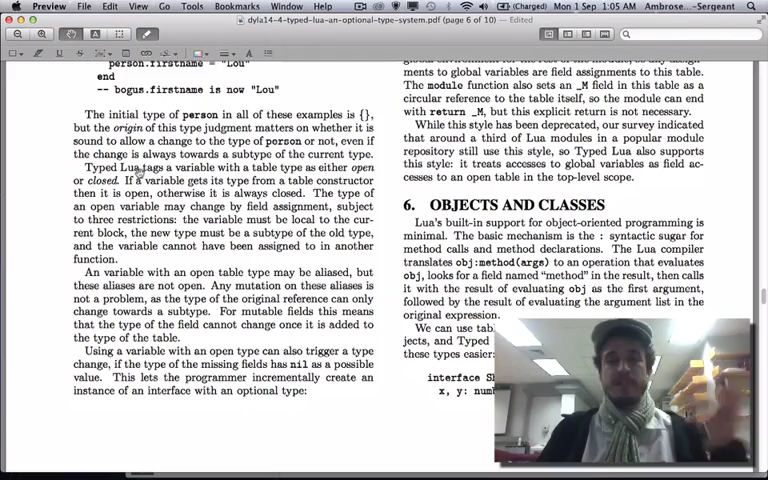 Preview File Edit View Go Tools Bookmarks Window Help
(Charged) Mon 1 Sep 1:05 AM Ambrose...-Sergeant
dyla14-4-typed-lua-an-optional-type-system.pdf (page 6 of 10) — Edited
person.firstname = "Lou"
end
-- bogus.firstname is now "Lou"
The initial type of person in all of these examples is {},
but the origin of this type judgment matters on whether it is
sound to allow a change to the type of person or not, even if
the change is always towards a subtype of the current type.
Typed Lua tags a variable with a table type as either open
or closed. If a variable gets its type from a table constructor
then it is open, otherwise it is always closed. The type of
an open variable may change by field assignment, subject
to three restrictions: the variable must be local to the cur-
rent block, the new type must be a subtype of the old type,
and the variable cannot have been assigned to in another
function.
An variable with an open table type may be aliased, but
these aliases are not open. Any mutation on these aliases is
not a problem, as the type of the original reference can only
change towards a subtype. For mutable fields this means
that the type of the field cannot change once it is added to
the type of the table.
Using a variable with an open type can also trigger a type
change, if the type of the missing fields has nil as a possible
value. This lets the programmer incrementally create an
instance of an interface with an optional type:
ments to global variables are field assignments to this table.
The module function also sets an _M field in this table as a
circular reference to the table itself, so the module can end
with return _M, but this explicit return is not necessary.
While this style has been deprecated, our survey indicated
that around a third of Lua modules in a popular module
repository still use this style, so Typed Lua also supports
this style: it treats accesses to global variables as field ac-
cesses to an open table in the top-level scope.
6. OBJECTS AND CLASSES
Lua's built-in support for object-oriented programming is
minimal. The basic mechanism is the : syntactic sugar for
method calls and method declarations. The Lua compiler
translates obj:method(args) to an operation that evaluates
obj, looks for a field named "method" in the result, then calls
it with the result of evaluating obj as the first argument,
followed by the result of evaluating the argument list in the
original expression.
We can use tab
jects, and Typed
these types easier:
interface Sh
x, y: numb